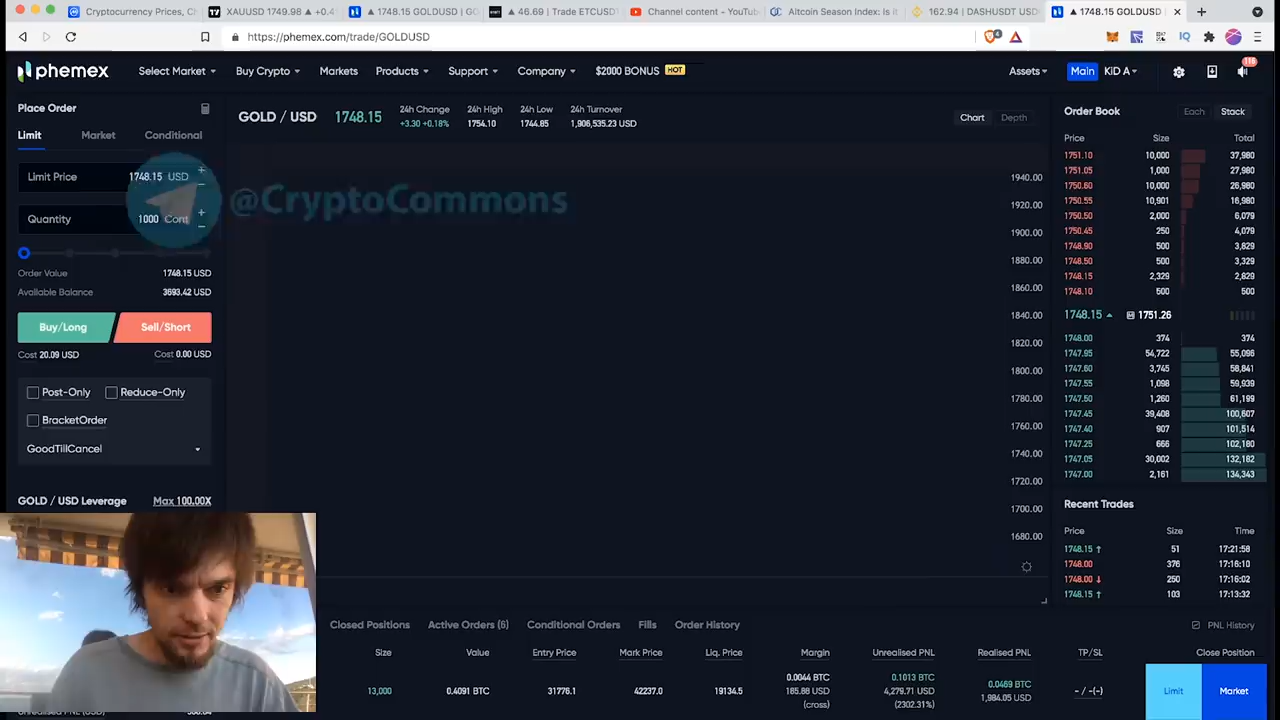 Cryptocurrency Prices, C
XAUUSD 1749.98 ▲ +0.4
▲ 1748.15 GOLDUSD | GO
▲ 46.69 | Trade ETCUSDT
Channel content - YouTu
Altcoin Season Index: Is it
162.94 | DASHUSDT | USD
▲ 1748.15 GOLDUSD |
https://phemex.com/trade/GOLDUSD
phemex
Select Market
Buy Crypto
Markets
Products
Support
Company
$2000 BONUS HOT
Assets
Main
KiD A
116
Place Order
Limit
Market
Conditional
Limit Price 1748.15 USD
Quantity 1000 Cont
Order Value 1748.15 USD
Available Balance 3693.42 USD
Buy/Long
Sell/Short
Cost 20.09 USD
Cost 0.00 USD
Post-Only
Reduce-Only
BracketOrder
GoodTillCancel
GOLD / USD Leverage Max 100.00X
GOLD / USD
1748.15
24h Change
+3.30 +0.18%
24h High
1754.10
24h Low
1744.85
24h Turnover
1,906,535.23 USD
Chart
Depth
@CryptoCommons
1940.00
1920.00
1900.00
1880.00
1860.00
1840.00
1820.00
1800.00
1780.00
1760.00
1740.00
1720.00
1700.00
1680.00
Order Book
Each
Stack
Price Size Total
1751.10 10,000 37,980
1751.05 1,000 27,980
1750.60 10,000 26,980
1750.55 10,901 16,980
1750.50 2,000 6,079
1750.45 250 4,079
1748.90 500 3,829
1748.50 500 3,329
1748.15 2,329 2,829
1748.10 500 500
1748.15 1751.26
1748.00 374 374
1747.95 54,722 55,096
1747.60 3,745 58,841
1747.55 1,098 59,939
1747.50 1,260 61,199
1747.45 39,408 100,607
1747.40 907 101,514
1747.25 666 102,180
1747.05 30,002 132,182
1747.00 2,161 134,343
Recent Trades
Price Size Time
1748.15 ↑ 51 17:21:58
1748.00 376 17:16:10
1748.00 ↓ 250 17:16:02
1748.15 ↑ 103 17:13:32
Closed Positions
Active Orders (6)
Conditional Orders
Fills
Order History
PNL History
Size Value Entry Price Mark Price Liq. Price Margin Unrealised PNL Realised PNL TP/SL Close Position
13,000 0.4091 BTC 31776.1 42237.0 19134.5
0.0044 BTC
185.88 USD
(cross)
0.1013 BTC
4,279.71 USD
(2302.31%)
0.0469 BTC
1,984.05 USD
- / -(-)
Limit
Market